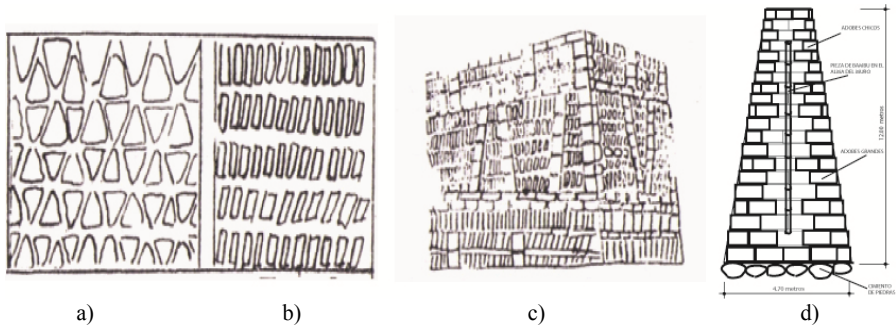 ADOBES CHICOS
PIEZA DE BAMBU EN EL
ALMA DEL MURO
ADOBES GRANDES
12.00 metros
4.70 metros
CIMIENTO
DE PIEDRAS
a)
b)
c)
d)